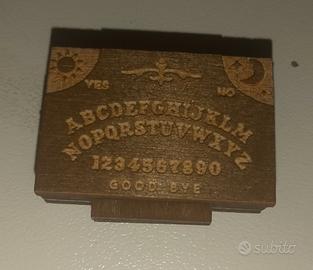 YES NO
ABCDEFGHIJKLM
NOPQRSTUVWXYZ
1234567890
GOOD BYE
subito